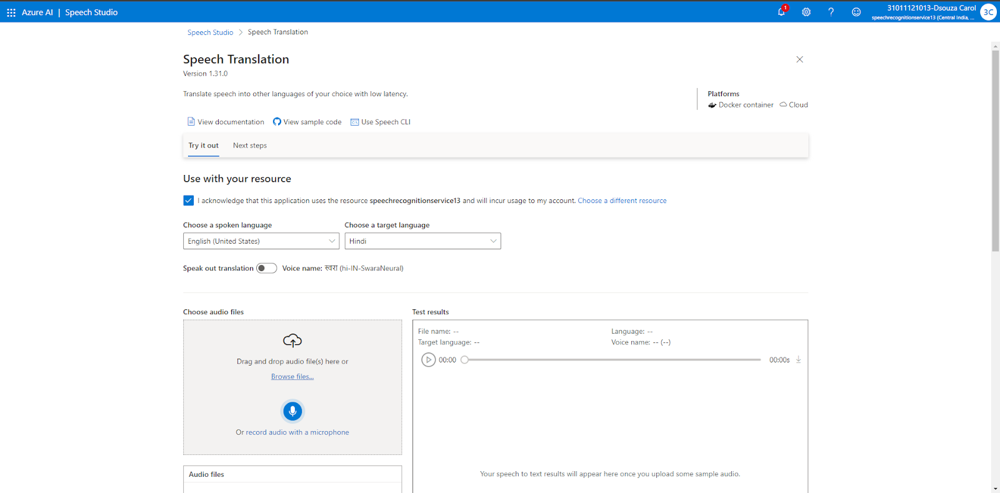 Azure AI | Speech Studio
1
31011121013-Dsouza Carol
speechrecognitionservice13 (Central India, ...
3C
Speech Studio > Speech Translation
Speech Translation
Version 1.31.0
Translate speech into other languages of your choice with low latency.
Platforms
Docker container Cloud
View documentation View sample code Use Speech CLI
Try it out Next steps
Use with your resource
I acknowledge that this application uses the resource speechrecognitionservice13 and will incur usage to my account. Choose a different resource
Choose a spoken language Choose a target language
English (United States) Hindi
Speak out translation Voice name: स्वरा (hi-IN-SwaraNeural)
Choose audio files
Drag and drop audio file(s) here or
Browse files...
Or record audio with a microphone
Audio files
Test results
File name: -- Language: --
Target language: -- Voice name: -- (--)
00:00 00:00s
Your speech to text results will appear here once you upload some sample audio.